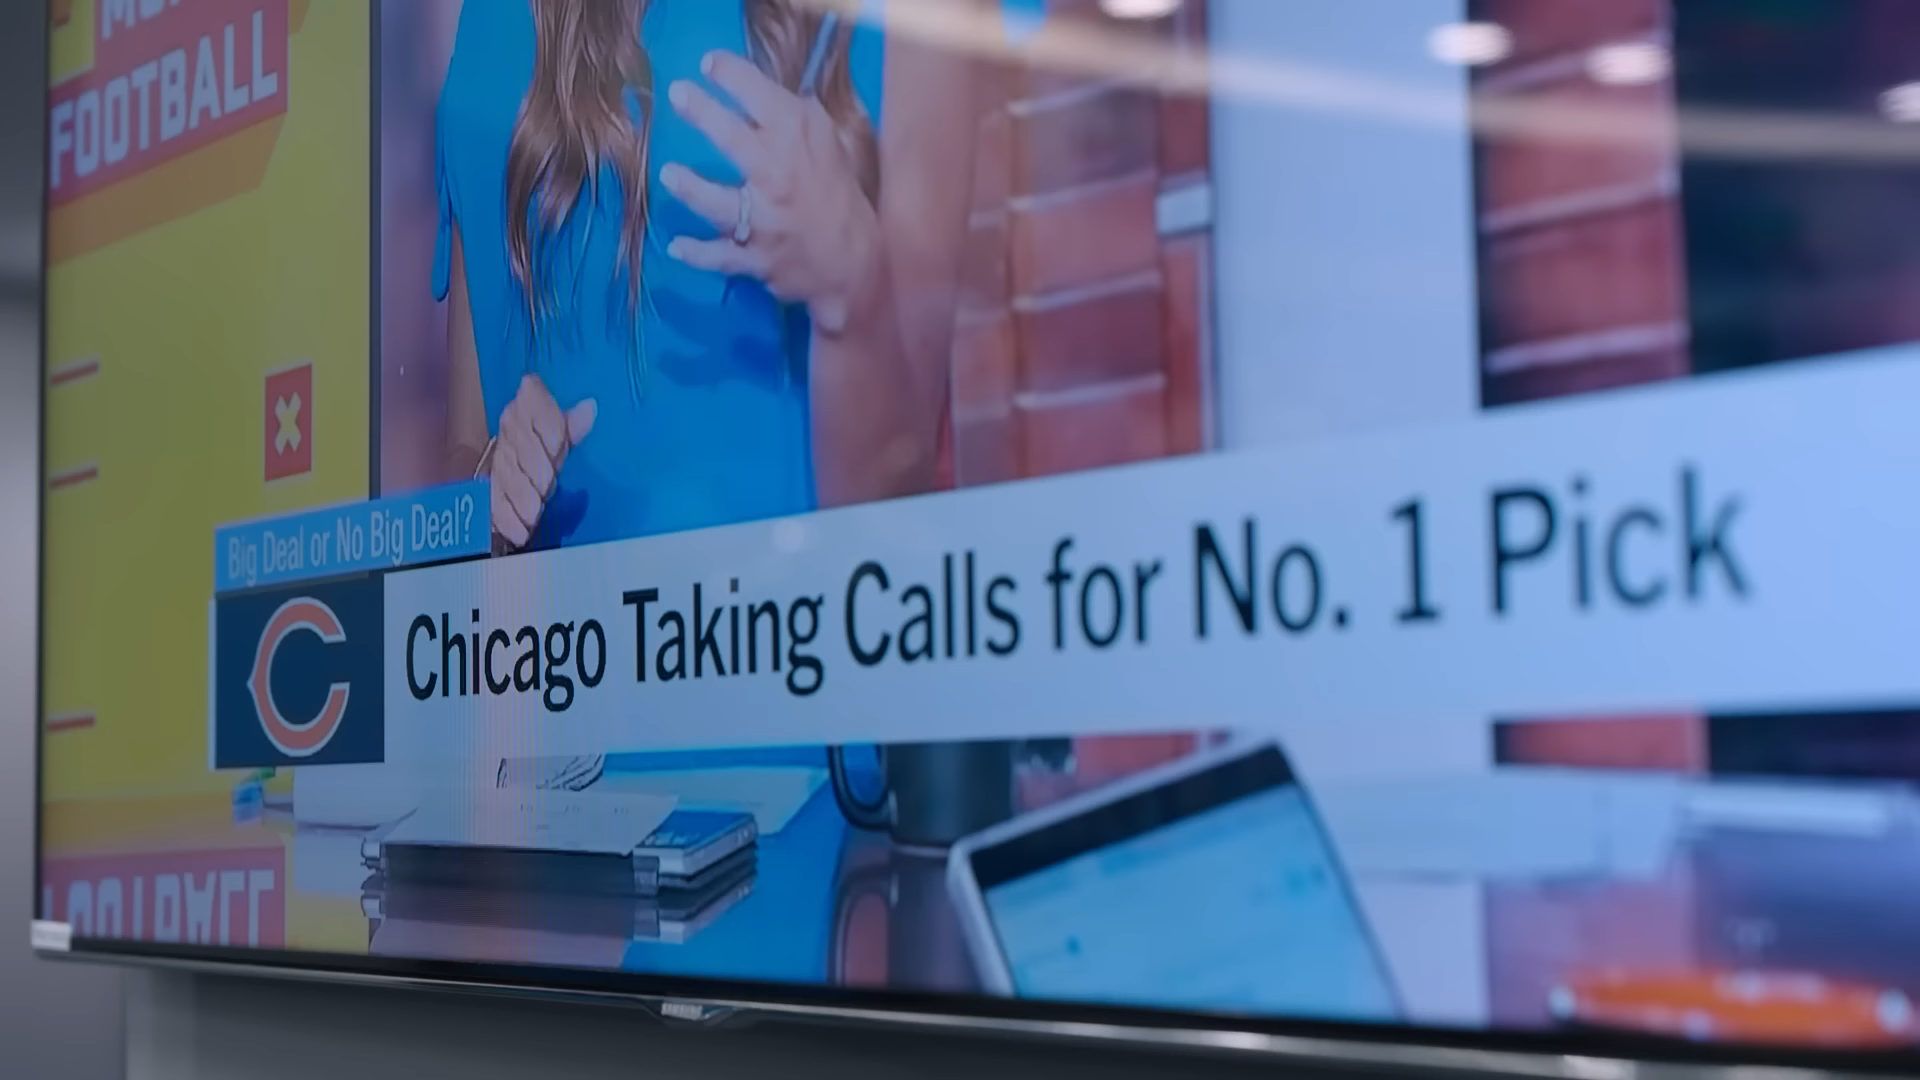 FOOTBALL
Big Deal or No Big Deal?
Chicago Taking Calls for No. 1 Pick